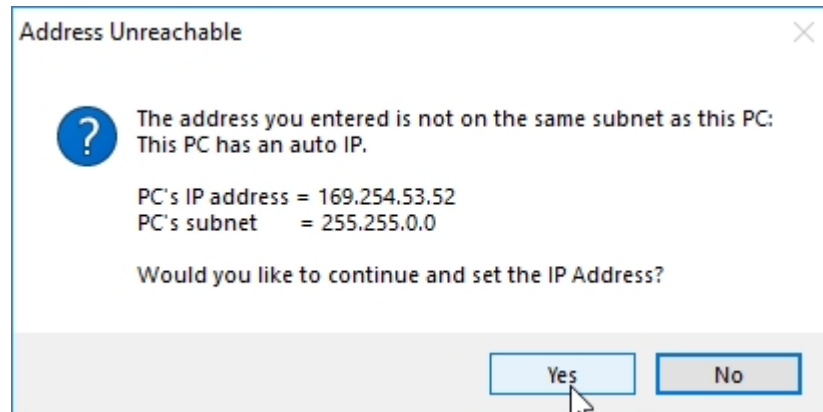 Address Unreachable
?
The address you entered is not on the same subnet as this PC:
This PC has an auto IP.
PC's IP address = 169.254.53.52
PC's subnet = 255.255.0.0
Would you like to continue and set the IP Address?
Yes
No